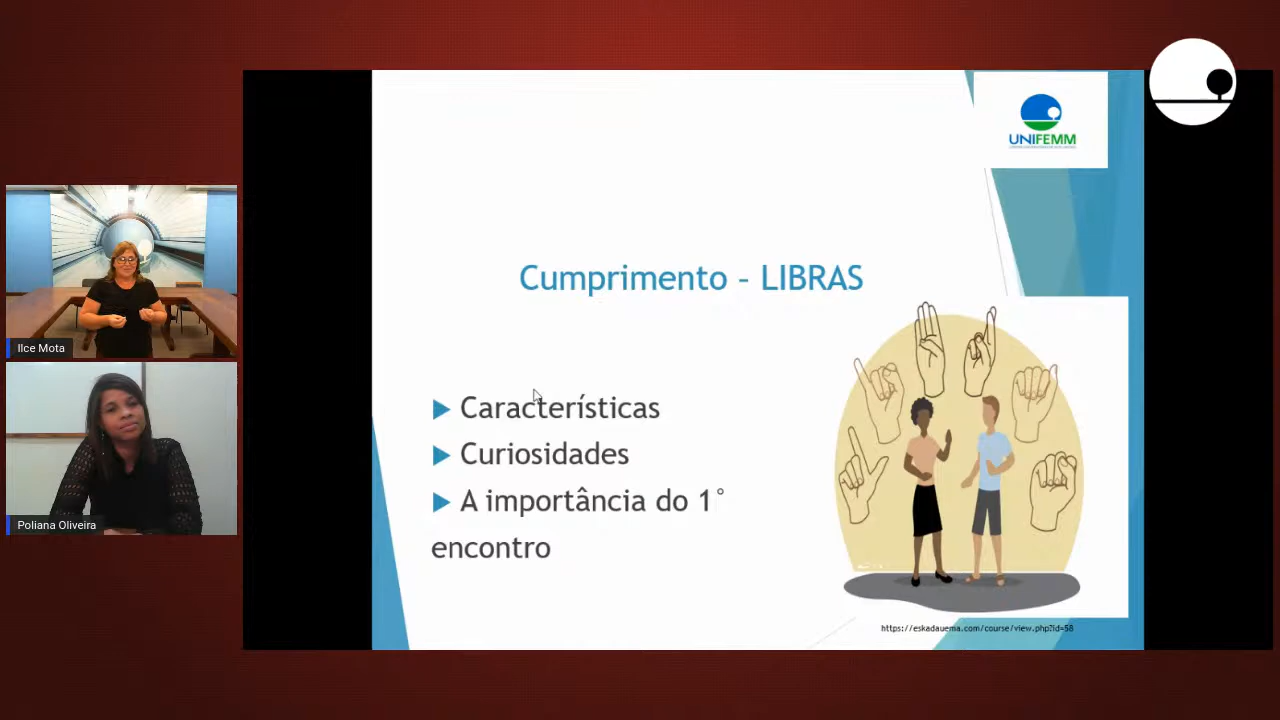 UNIFEMM
Cumprimento – LIBRAS
Características
Curiosidades
A importância do 1°
encontro
https://eskadauema.com/course/view.php?id=58
Ilce Mota
Poliana Oliveira